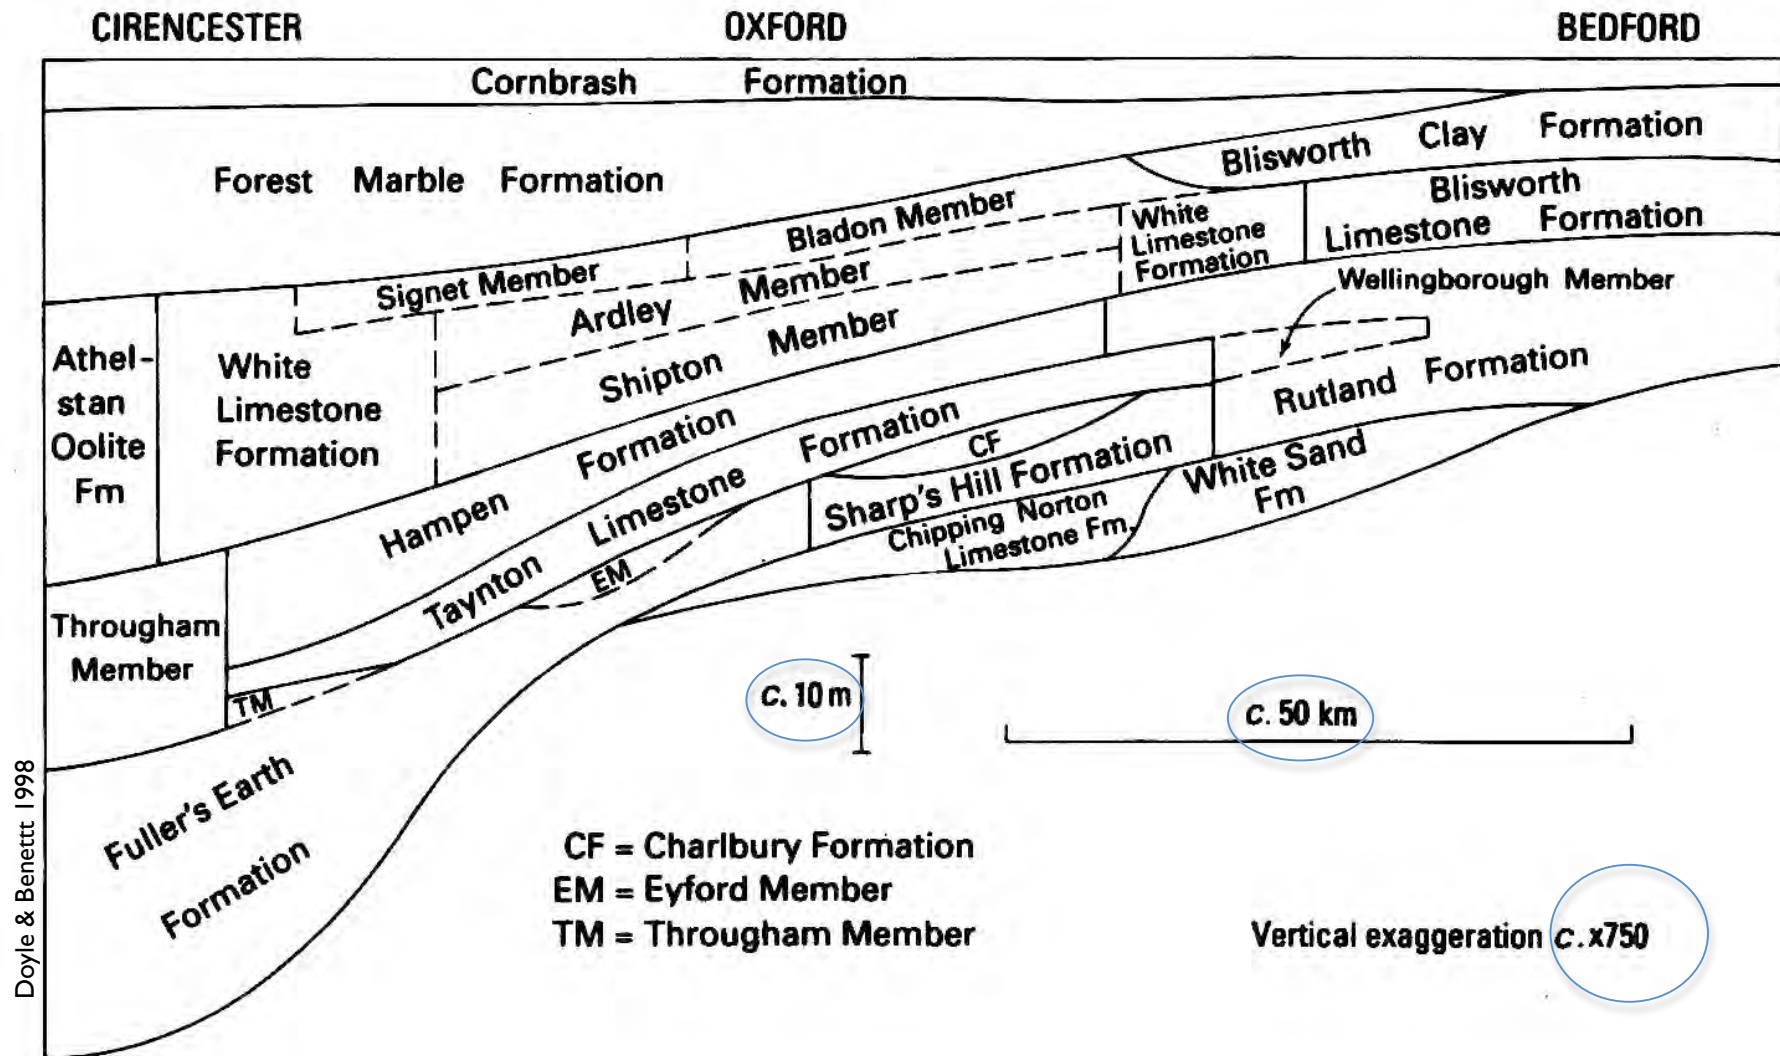 CIRENCESTER OXFORD BEDFORD
Cornbrash Formation
Forest Marble Formation
Blisworth Clay Formation
Blisworth
Limestone Formation
Bladon Member
White
Limestone
Formation
Wellingborough Member
Signet Member
Ardley Member
Shipton Member
Athel-
stan
Oolite
Fm
White
Limestone
Formation
Hampen Formation
Taynton Limestone Formation
CF
Sharp's Hill Formation
Chipping Norton
Limestone Fm.
White Sand
Fm
Rutland Formation
EM
Througham
Member
TM
Fuller's Earth
Formation
c. 10 m
c. 50 km
CF = Charlbury Formation
EM = Eyford Member
TM = Througham Member
Vertical exaggeration c.x750
Doyle & Benettt 1998